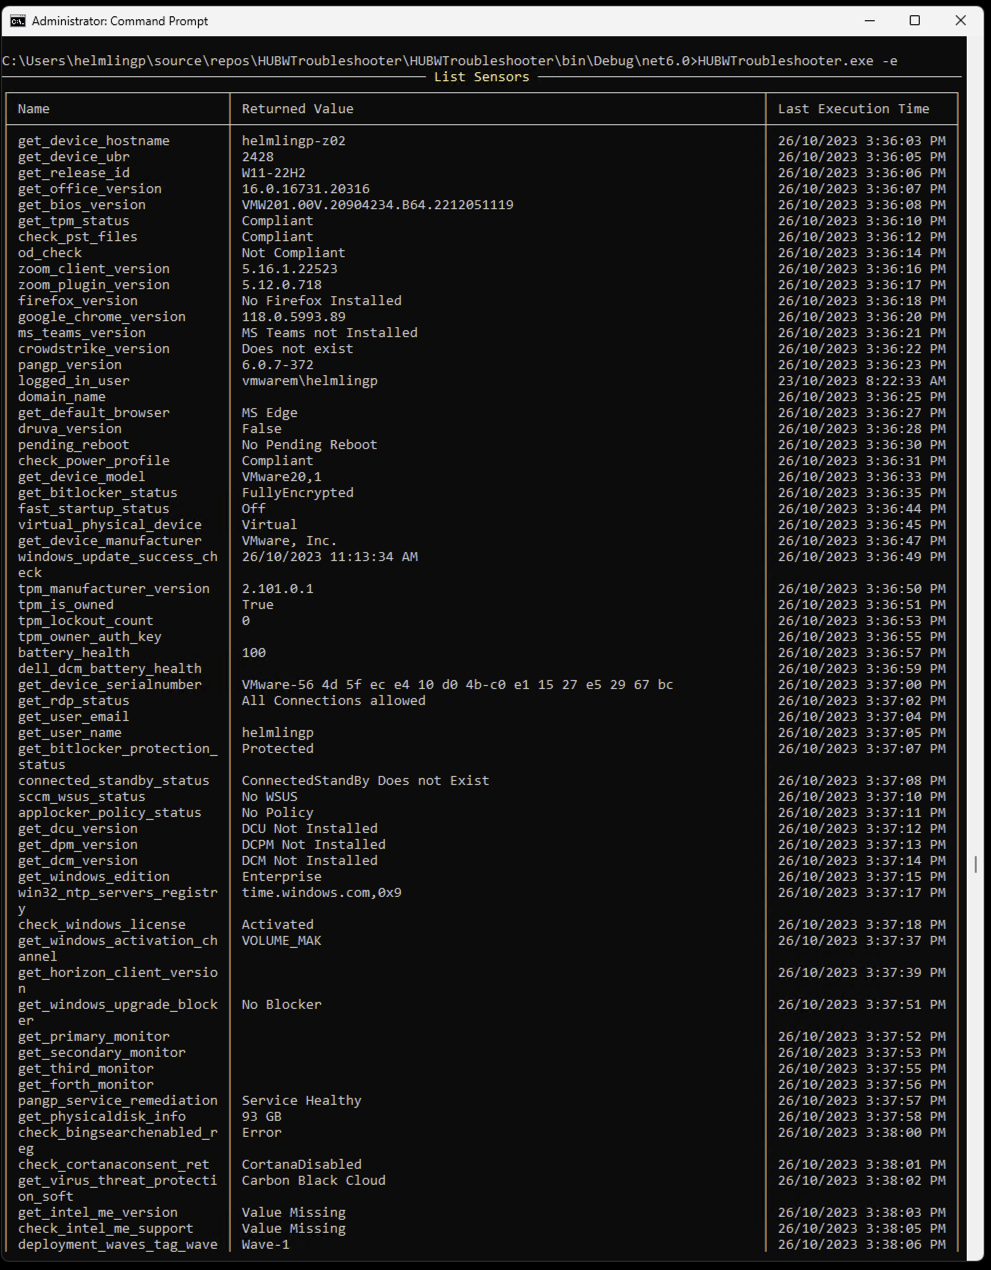 Administrator: Command Prompt
C:\Users\helmlingp\source\repos\HUBWTroubleshooter\HUBWTroubleshooter\bin\Debug\net6.0>HUBWTroubleshooter.exe -e
List Sensors
Name Returned Value Last Execution Time
get_device_hostname helmlingp-z02 26/10/2023 3:36:03 PM
get_device_ubr 2428 26/10/2023 3:36:05 PM
get_release_id W11-22H2 26/10/2023 3:36:06 PM
get_office_version 16.0.16731.20316 26/10/2023 3:36:07 PM
get_bios_version VMW201.00V.20904234.B64.2212051119 26/10/2023 3:36:08 PM
get_tpm_status Compliant 26/10/2023 3:36:10 PM
check_pst_files Compliant 26/10/2023 3:36:12 PM
od_check Not Compliant 26/10/2023 3:36:14 PM
zoom_client_version 5.16.1.22523 26/10/2023 3:36:16 PM
zoom_plugin_version 5.12.0.718 26/10/2023 3:36:17 PM
firefox_version No Firefox Installed 26/10/2023 3:36:18 PM
google_chrome_version 118.0.5993.89 26/10/2023 3:36:20 PM
ms_teams_version MS Teams not Installed 26/10/2023 3:36:21 PM
crowdstrike_version Does not exist 26/10/2023 3:36:22 PM
pangp_version 6.0.7-372 26/10/2023 3:36:23 PM
logged_in_user vmwarem\helmlingp 23/10/2023 8:22:33 AM
domain_name 26/10/2023 3:36:25 PM
get_default_browser MS Edge 26/10/2023 3:36:27 PM
druva_version False 26/10/2023 3:36:28 PM
pending_reboot No Pending Reboot 26/10/2023 3:36:30 PM
check_power_profile Compliant 26/10/2023 3:36:31 PM
get_device_model VMware20,1 26/10/2023 3:36:33 PM
get_bitlocker_status FullyEncrypted 26/10/2023 3:36:35 PM
fast_startup_status Off 26/10/2023 3:36:44 PM
virtual_physical_device Virtual 26/10/2023 3:36:45 PM
get_device_manufacturer VMware, Inc. 26/10/2023 3:36:47 PM
windows_update_success_ch 26/10/2023 11:13:34 AM 26/10/2023 3:36:49 PM
eck
tpm_manufacturer_version 2.101.0.1 26/10/2023 3:36:50 PM
tpm_is_owned True 26/10/2023 3:36:51 PM
tpm_lockout_count 0 26/10/2023 3:36:53 PM
tpm_owner_auth_key 26/10/2023 3:36:55 PM
battery_health 100 26/10/2023 3:36:57 PM
dell_dcm_battery_health 26/10/2023 3:36:59 PM
get_device_serialnumber VMware-56 4d 5f ec e4 10 d0 4b-c0 e1 15 27 e5 29 67 bc 26/10/2023 3:37:00 PM
get_rdp_status All Connections allowed 26/10/2023 3:37:02 PM
get_user_email 26/10/2023 3:37:04 PM
get_user_name helmlingp 26/10/2023 3:37:05 PM
get_bitlocker_protection_ Protected 26/10/2023 3:37:07 PM
status
connected_standby_status ConnectedStandBy Does not Exist 26/10/2023 3:37:08 PM
sccm_wsus_status No WSUS 26/10/2023 3:37:10 PM
applocker_policy_status No Policy 26/10/2023 3:37:11 PM
get_dcu_version DCU Not Installed 26/10/2023 3:37:12 PM
get_dpm_version DCPM Not Installed 26/10/2023 3:37:13 PM
get_dcm_version DCM Not Installed 26/10/2023 3:37:14 PM
get_windows_edition Enterprise 26/10/2023 3:37:15 PM
win32_ntp_servers_registr time.windows.com,0x9 26/10/2023 3:37:17 PM
y
check_windows_license Activated 26/10/2023 3:37:18 PM
get_windows_activation_ch VOLUME_MAK 26/10/2023 3:37:37 PM
annel
get_horizon_client_versio 26/10/2023 3:37:39 PM
n
get_windows_upgrade_block No Blocker 26/10/2023 3:37:51 PM
er
get_primary_monitor 26/10/2023 3:37:52 PM
get_secondary_monitor 26/10/2023 3:37:53 PM
get_third_monitor 26/10/2023 3:37:55 PM
get_forth_monitor 26/10/2023 3:37:56 PM
pangp_service_remediation Service Healthy 26/10/2023 3:37:57 PM
get_physicaldisk_info 93 GB 26/10/2023 3:37:58 PM
check_bingsearchenabled_r Error 26/10/2023 3:38:00 PM
eg
check_cortanaconsent_ret CortanaDisabled 26/10/2023 3:38:01 PM
get_virus_threat_protecti Carbon Black Cloud 26/10/2023 3:38:02 PM
on_soft
get_intel_me_version Value Missing 26/10/2023 3:38:03 PM
check_intel_me_support Value Missing 26/10/2023 3:38:05 PM
deployment_waves_tag_wave Wave-1 26/10/2023 3:38:06 PM